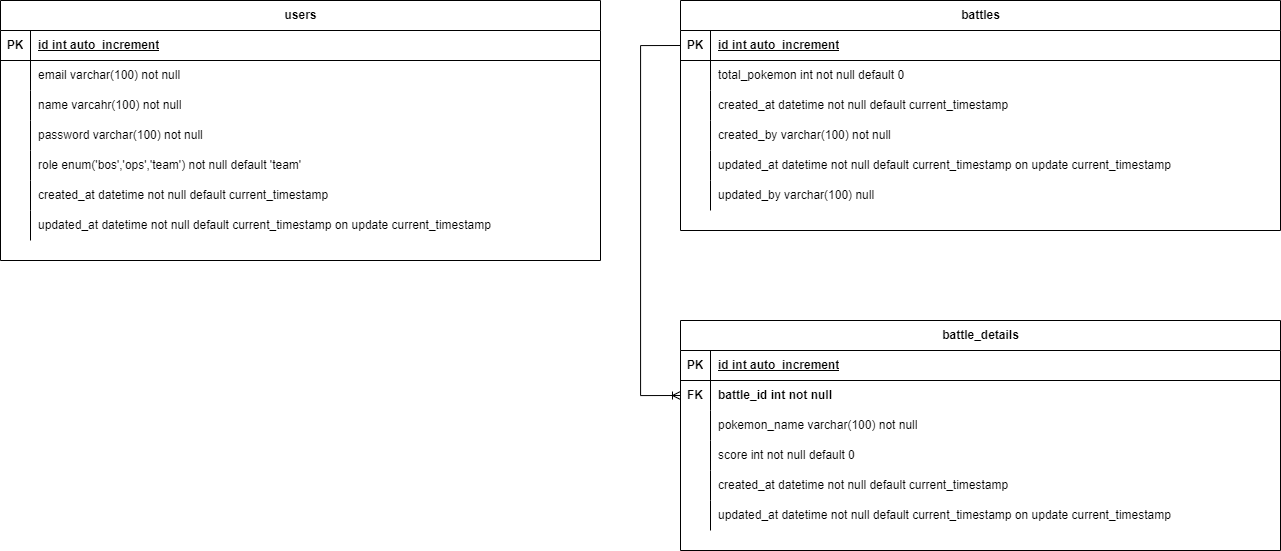 users
PK id int auto_increment
email varchar(100) not null
name varcahr(100) not null
password varchar(100) not null
role enum('bos','ops','team') not null default 'team'
created_at datetime not null default current_timestamp
updated_at datetime not null default current_timestamp on update current_timestamp
battles
PK id int auto_increment
total_pokemon int not null default 0
created_at datetime not null default current_timestamp
created_by varchar(100) not null
updated_at datetime not null default current_timestamp on update current_timestamp
updated_by varchar(100) null
battle_details
PK id int auto_increment
FK battle_id int not null
pokemon_name varchar(100) not null
score int not null default 0
created_at datetime not null default current_timestamp
updated_at datetime not null default current_timestamp on update current_timestamp